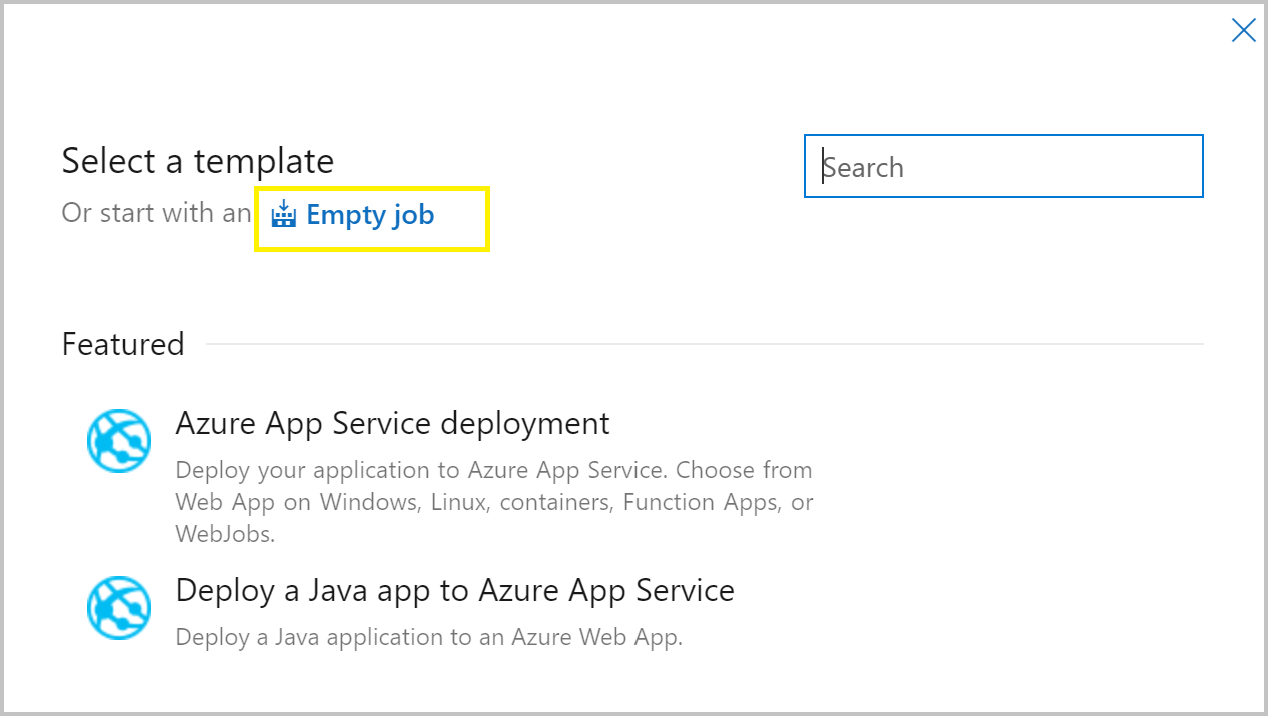 Select a template
Search
Or start with an Empty job
Featured
Azure App Service deployment
Deploy your application to Azure App Service. Choose from
Web App on Windows, Linux, containers, Function Apps, or
WebJobs.
Deploy a Java app to Azure App Service
Deploy a Java application to an Azure Web App.